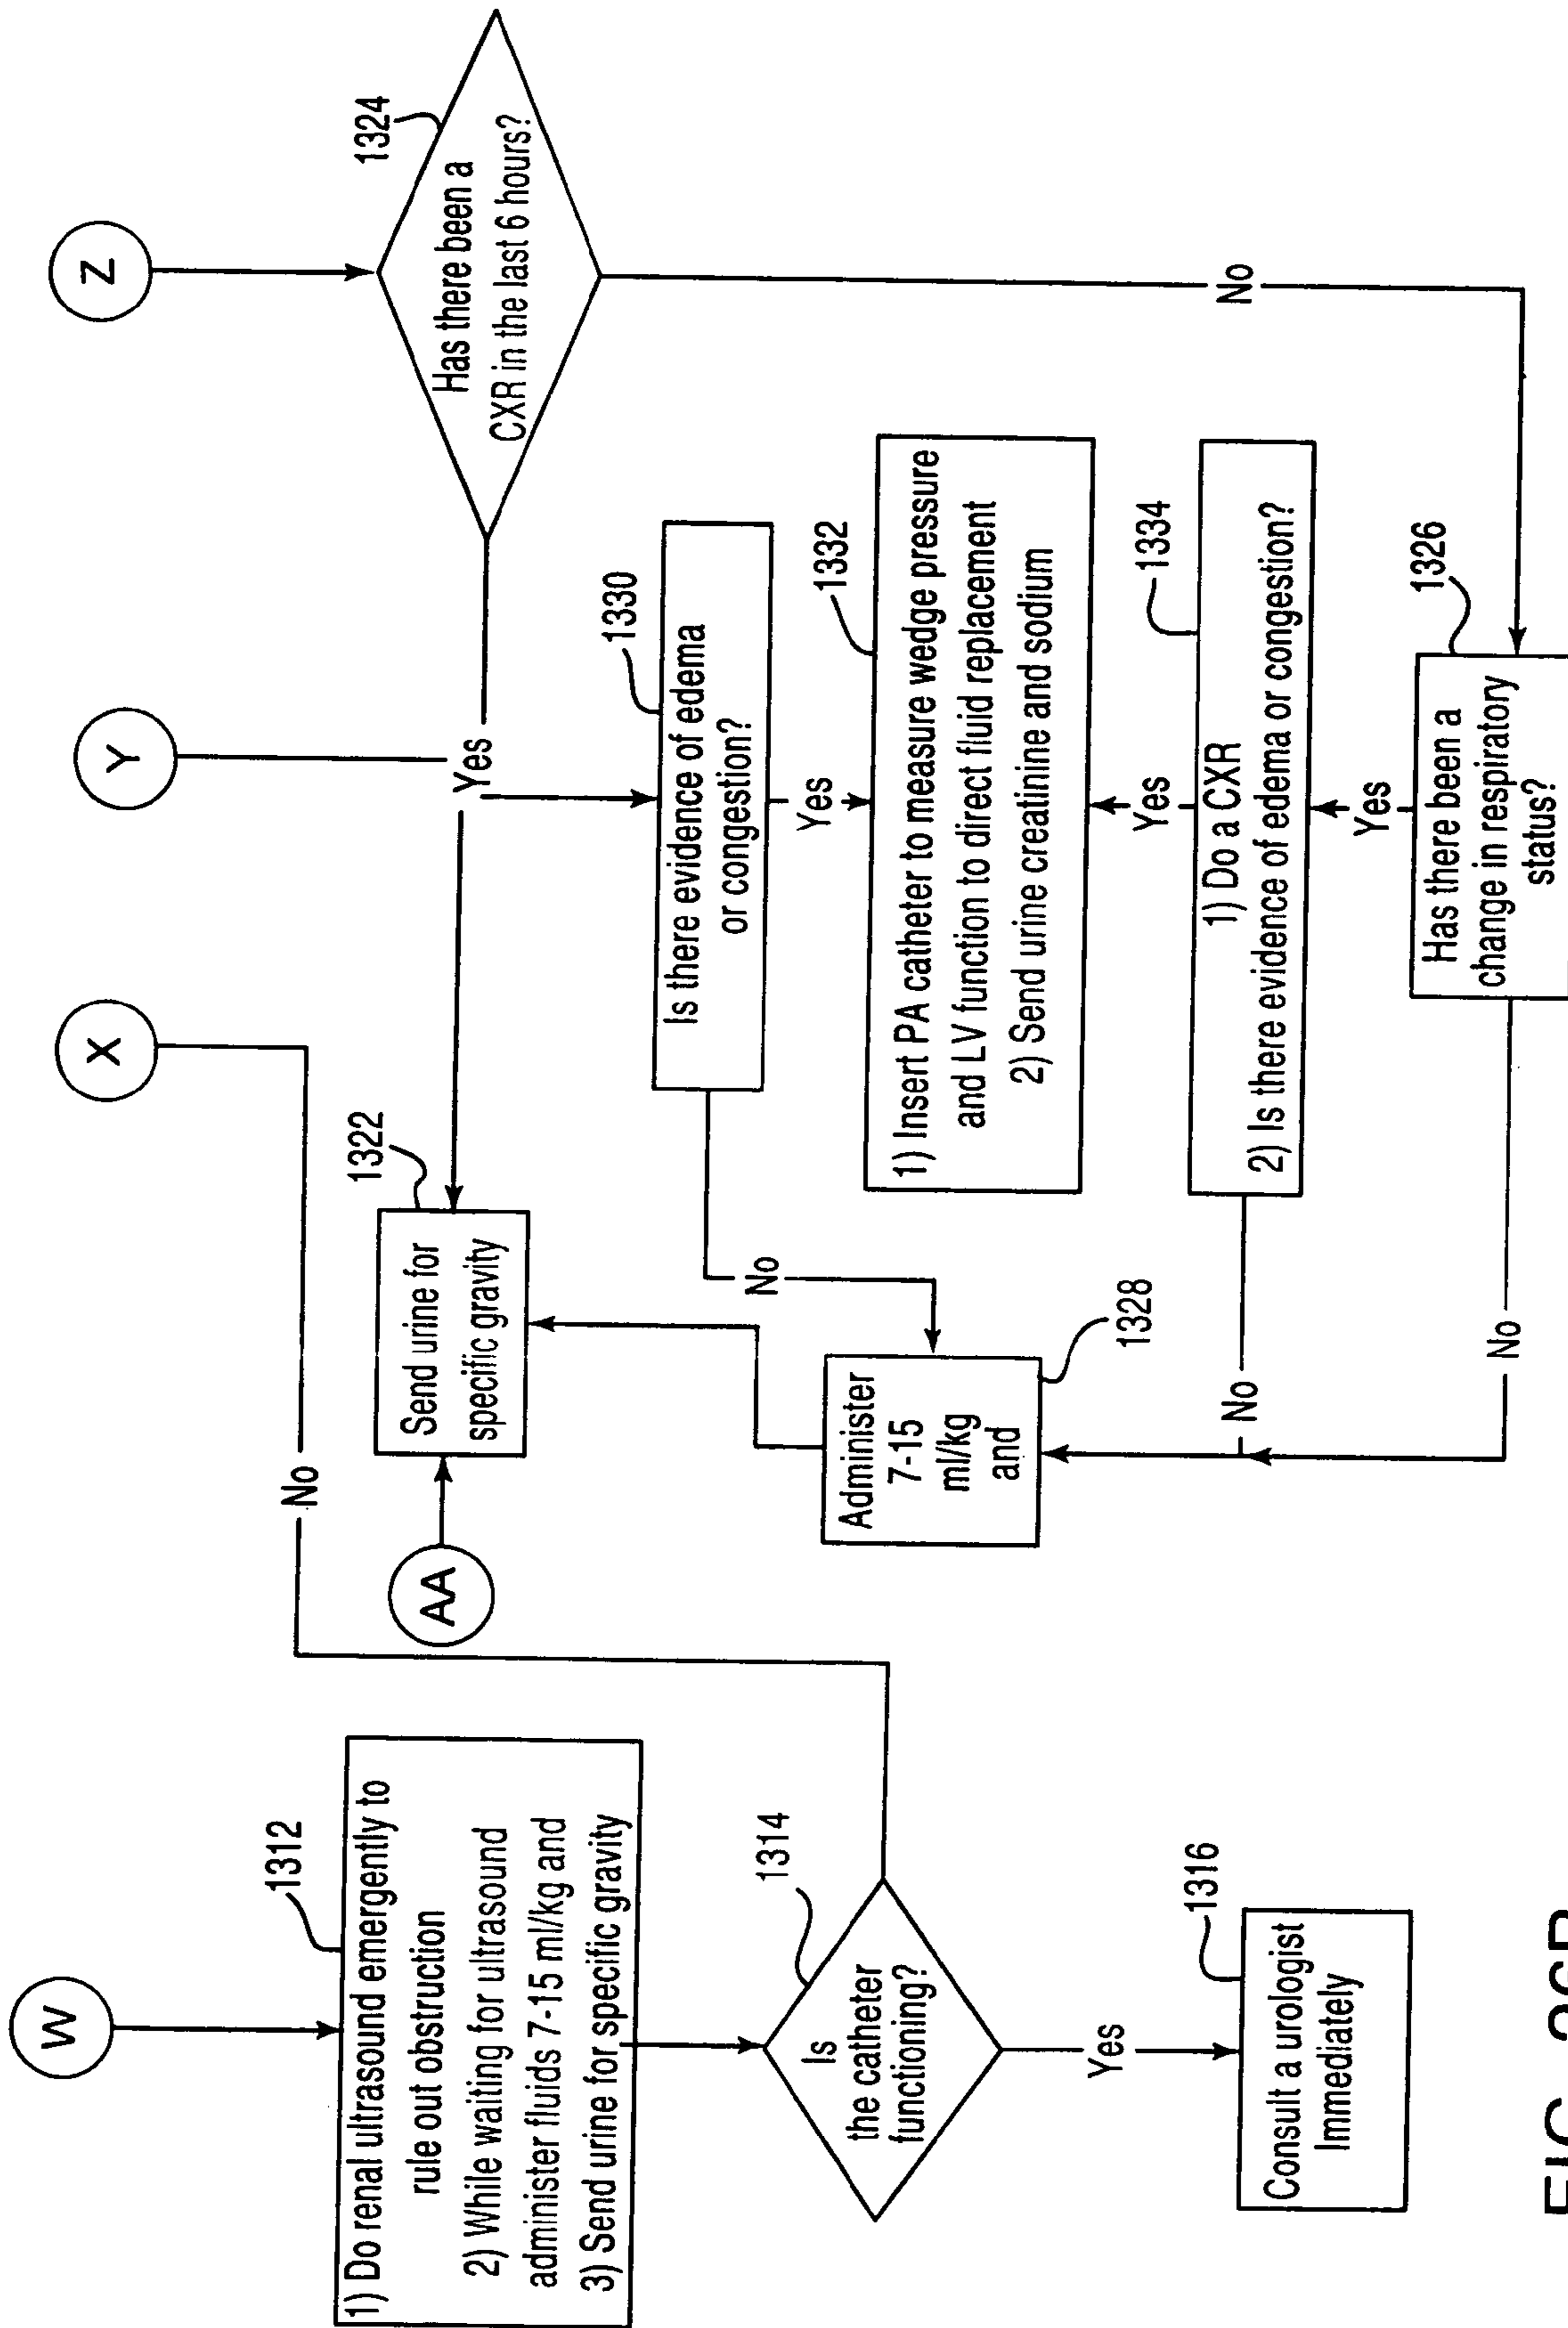 W
X
Y
Z
1312
1) Do renal ultrasound emergently to
rule out obstruction
2) While waiting for ultrasound
administer fluids 7-15 ml/kg and
3) Send urine for specific gravity
1314
Is
the catheter
functioning?
No
Yes
1316
Consult a urologist
Immediately
AA
1322
Send urine for
specific gravity
1324
Has there been a
CXR in the last 6 hours?
Yes
No
1330
Is there evidence of edema
or congestion?
No
Yes
1328
Administer
7-15
ml/kg
and
1332
1) Insert PA catheter to measure wedge pressure
and LV function to direct fluid replacement
2) Send urine creatinine and sodium
Yes
1334
1) Do a CXR
2) Is there evidence of edema or congestion?
No
Yes
1326
Has there been a
change in respiratory
status?
No